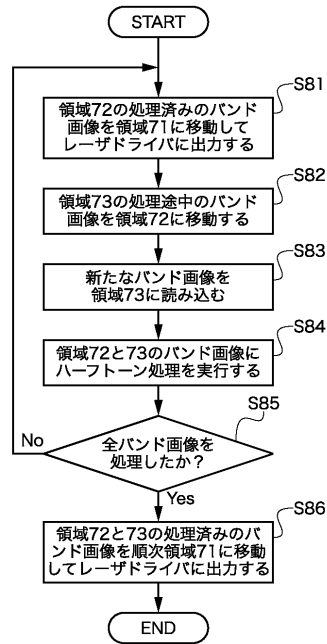 START
S81
領域72の処理済みのバンド
画像を領域71に移動して
レーザドライバに出力する
S82
領域73の処理途中のバンド
画像を領域72に移動する
S83
新たなバンド画像を
領域73に読み込む
S84
領域72と73のバンド画像に
ハーフトーン処理を実行する
S85
全バンド画像を
処理したか？
No
Yes
S86
領域72と73の処理済みのバ
ンド画像を順次領域71に移動
してレーザドライバに出力する
END